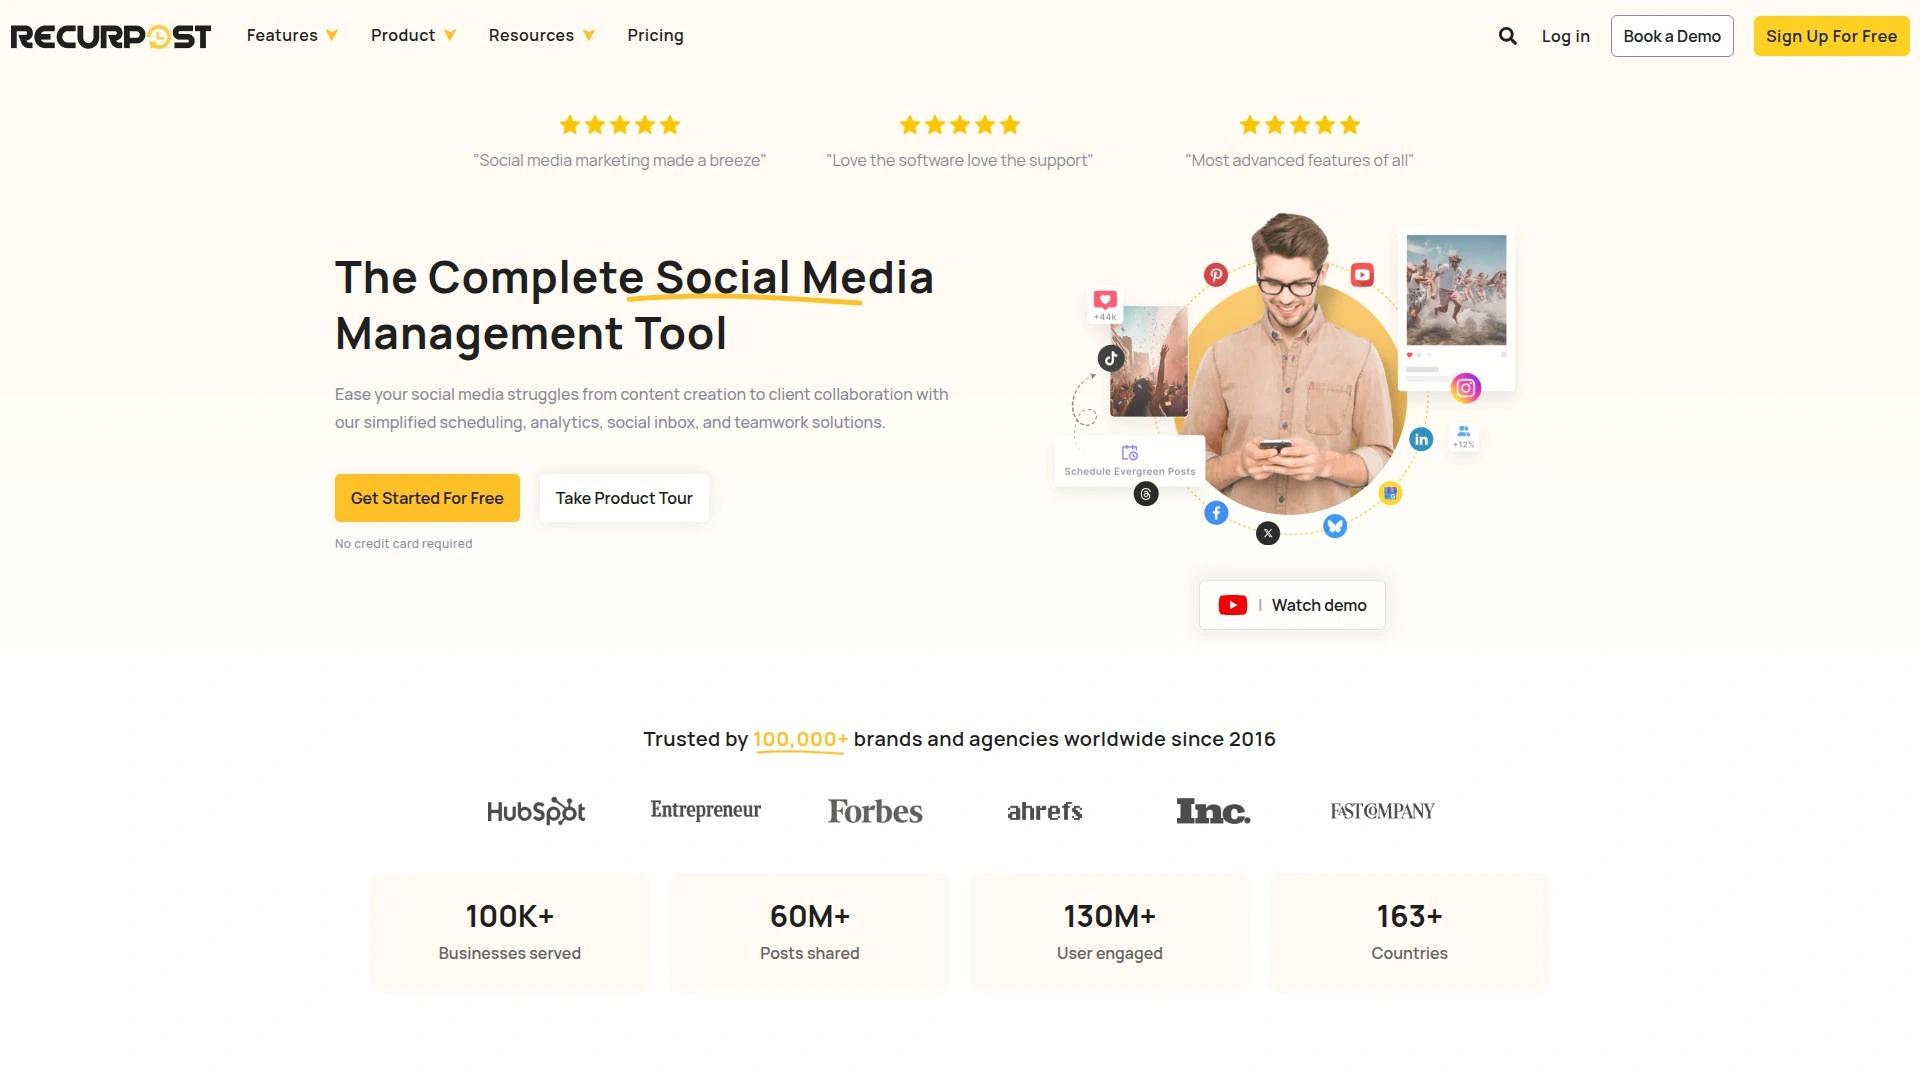 RECURPOST
Features
Product
Resources
Pricing
Log in
Book a Demo
Sign Up For Free
"Social media marketing made a breeze"
"Love the software love the support"
"Most advanced features of all"
The Complete Social Media
Management Tool
Ease your social media struggles from content creation to client collaboration with
our simplified scheduling, analytics, social inbox, and teamwork solutions.
Get Started For Free
Take Product Tour
No credit card required
+44k
Schedule Evergreen Posts
in
+12%
Watch demo
Trusted by 100,000+ brands and agencies worldwide since 2016
HubSpot
Entrepreneur
Forbes
ahrefs
Inc.
FAST COMPANY
100K+
Businesses served
60M+
Posts shared
130M+
User engaged
163+
Countries